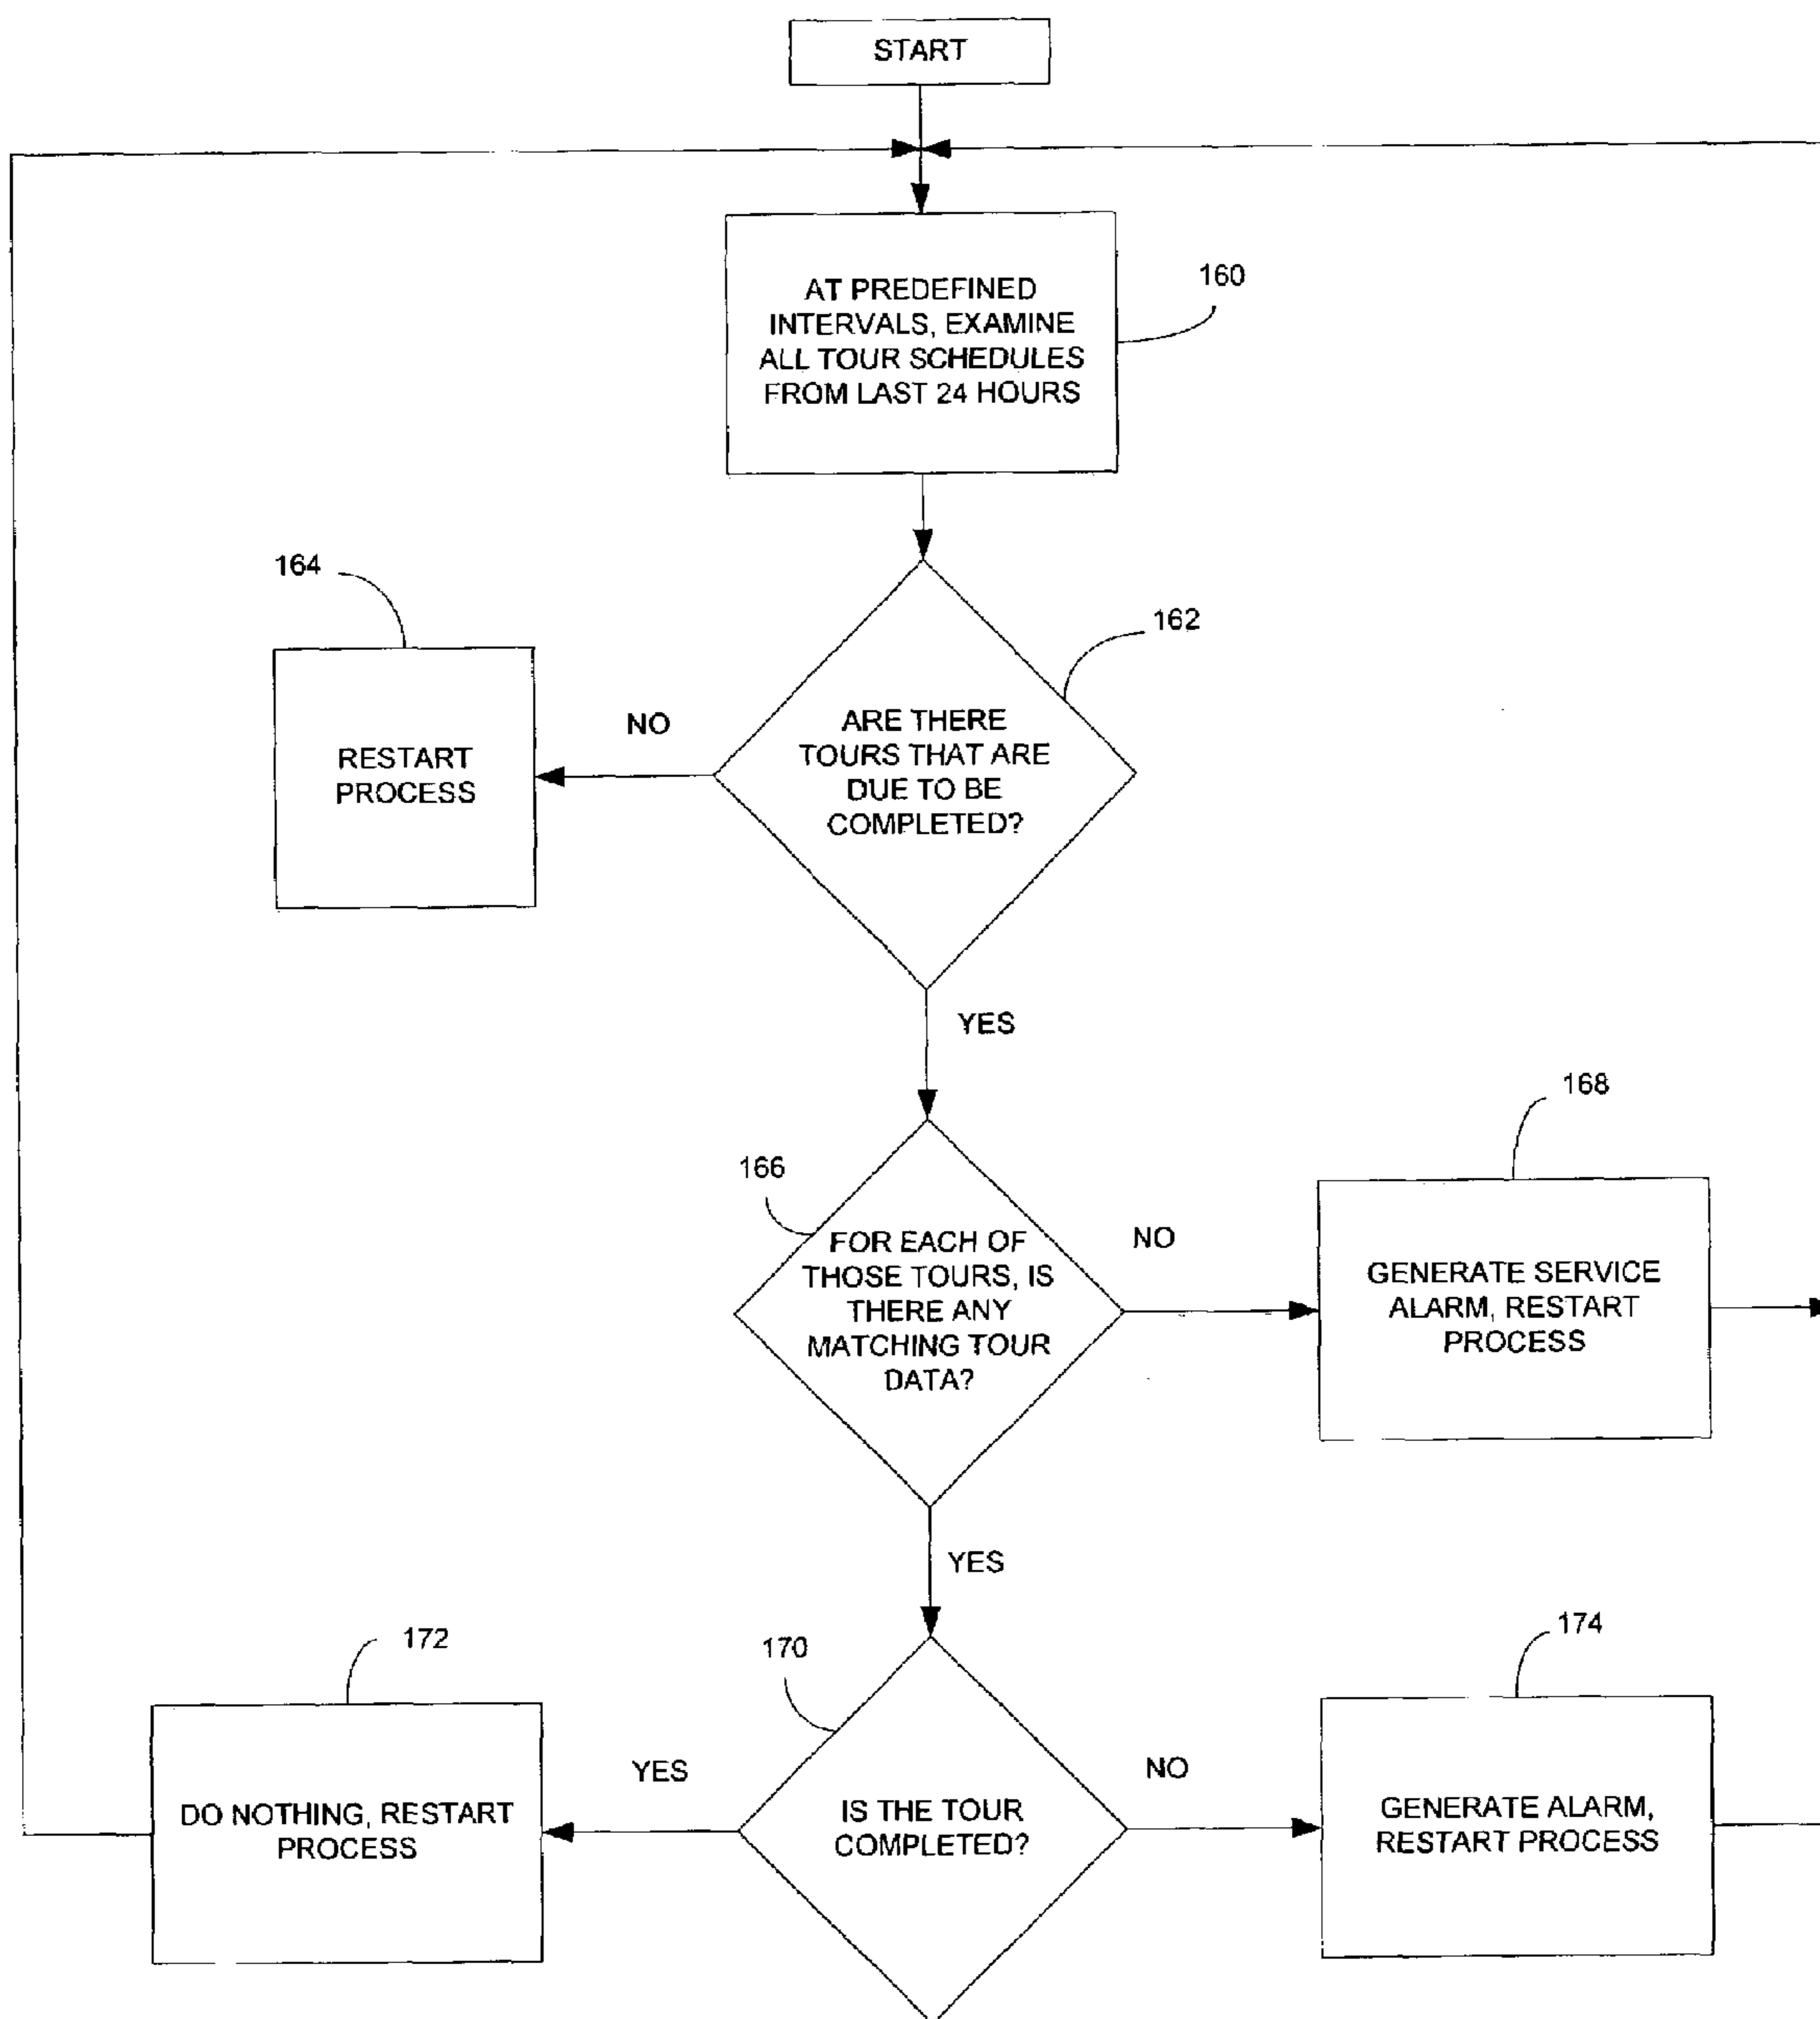 START
160
AT PREDEFINED
INTERVALS, EXAMINE
ALL TOUR SCHEDULES
FROM LAST 24 HOURS
164
162
RESTART
PROCESS
NO
ARE THERE
TOURS THAT ARE
DUE TO BE
COMPLETED?
YES
168
166
FOR EACH OF
THOSE TOURS, IS
THERE ANY
MATCHING TOUR
DATA?
NO
GENERATE SERVICE
ALARM, RESTART
PROCESS
YES
172
170
174
DO NOTHING, RESTART
PROCESS
YES
IS THE TOUR
COMPLETED?
NO
GENERATE ALARM,
RESTART PROCESS